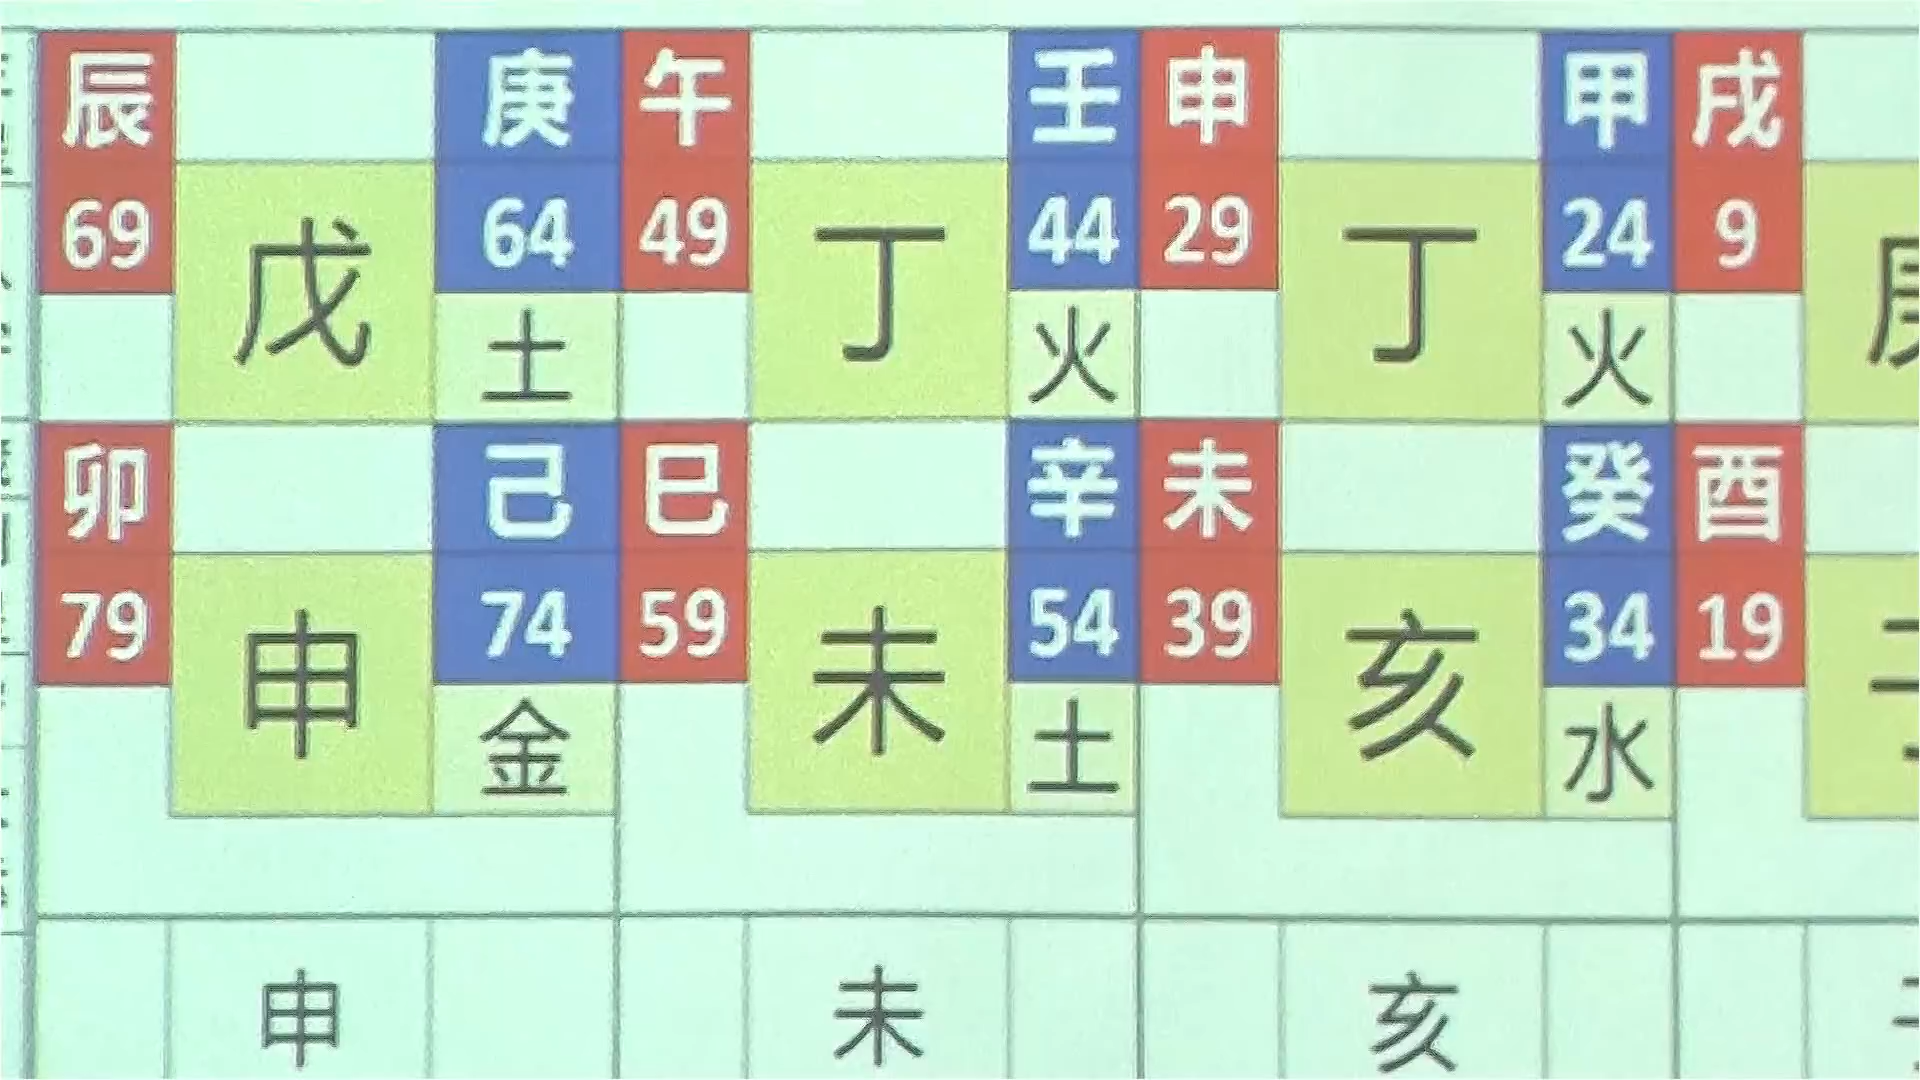 辰 庚 午 壬 申 甲 戌
69 64 49 44 29 24 9
戊 丁 丁
土 火 火
卯 己 巳 辛 未 癸 酉
79 74 59 54 39 34 19
申 未 亥
金 土 水
申 未 亥